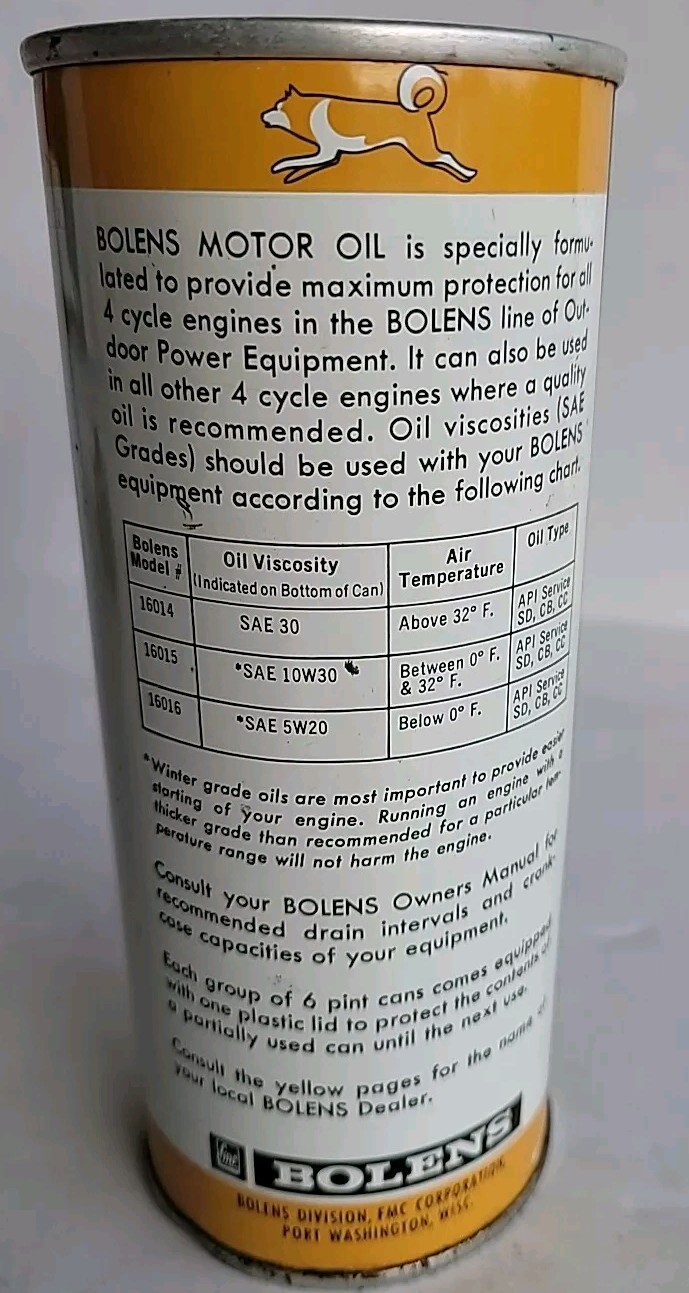 BOLENS MOTOR OIL is specially formu-
lated to provide maximum protection for all
4 cycle engines in the BOLENS line of Out-
door Power Equipment. It can also be used
in all other 4 cycle engines where a quality
oil is recommended. Oil viscosities (SAE
Grades) should be used with your BOLENS
equipment according to the following chart.
Bolens Model # Oil Viscosity (Indicated on Bottom of Can) Air Temperature Oil Type
16014 SAE 30 Above 32° F. API Service SD, CB, CC
16015 *SAE 10W30 Between 0° F. & 32° F. API Service SD, CB, CC
16016 *SAE 5W20 Below 0° F. API Service SD, CB, CC
*Winter grade oils are most important to provide easier
starting of your engine. Running an engine with a
thicker grade than recommended for a particular tem-
perature range will not harm the engine.
Consult your BOLENS Owners Manual for
recommended drain intervals and crank-
case capacities of your equipment.
Each group of 6 pint cans comes equipped
with one plastic lid to protect the contents of
a partially used can until the next use.
Consult the yellow pages for the name of
your local BOLENS Dealer.
fmc BOLENS
BOLENS DIVISION, FMC CORPORATION,
PORT WASHINGTON, WISC.